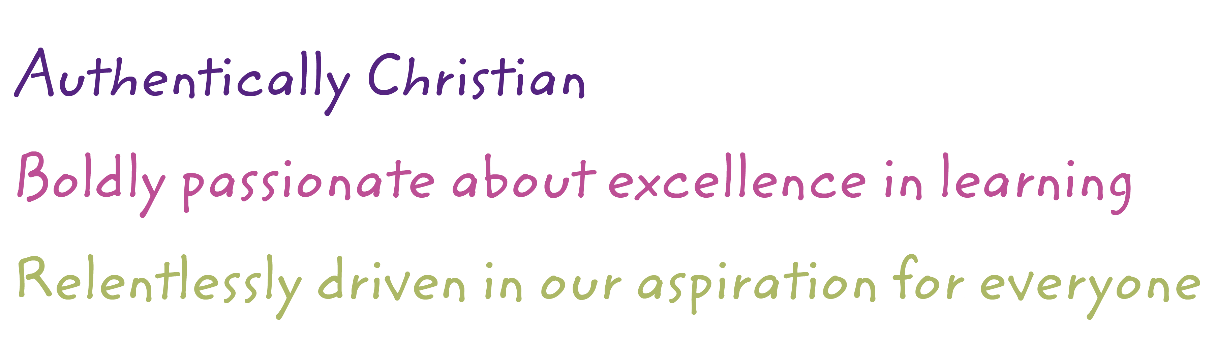 Authentically Christian
Boldly passionate about excellence in learning
Relentlessly driven in our aspiration for everyone